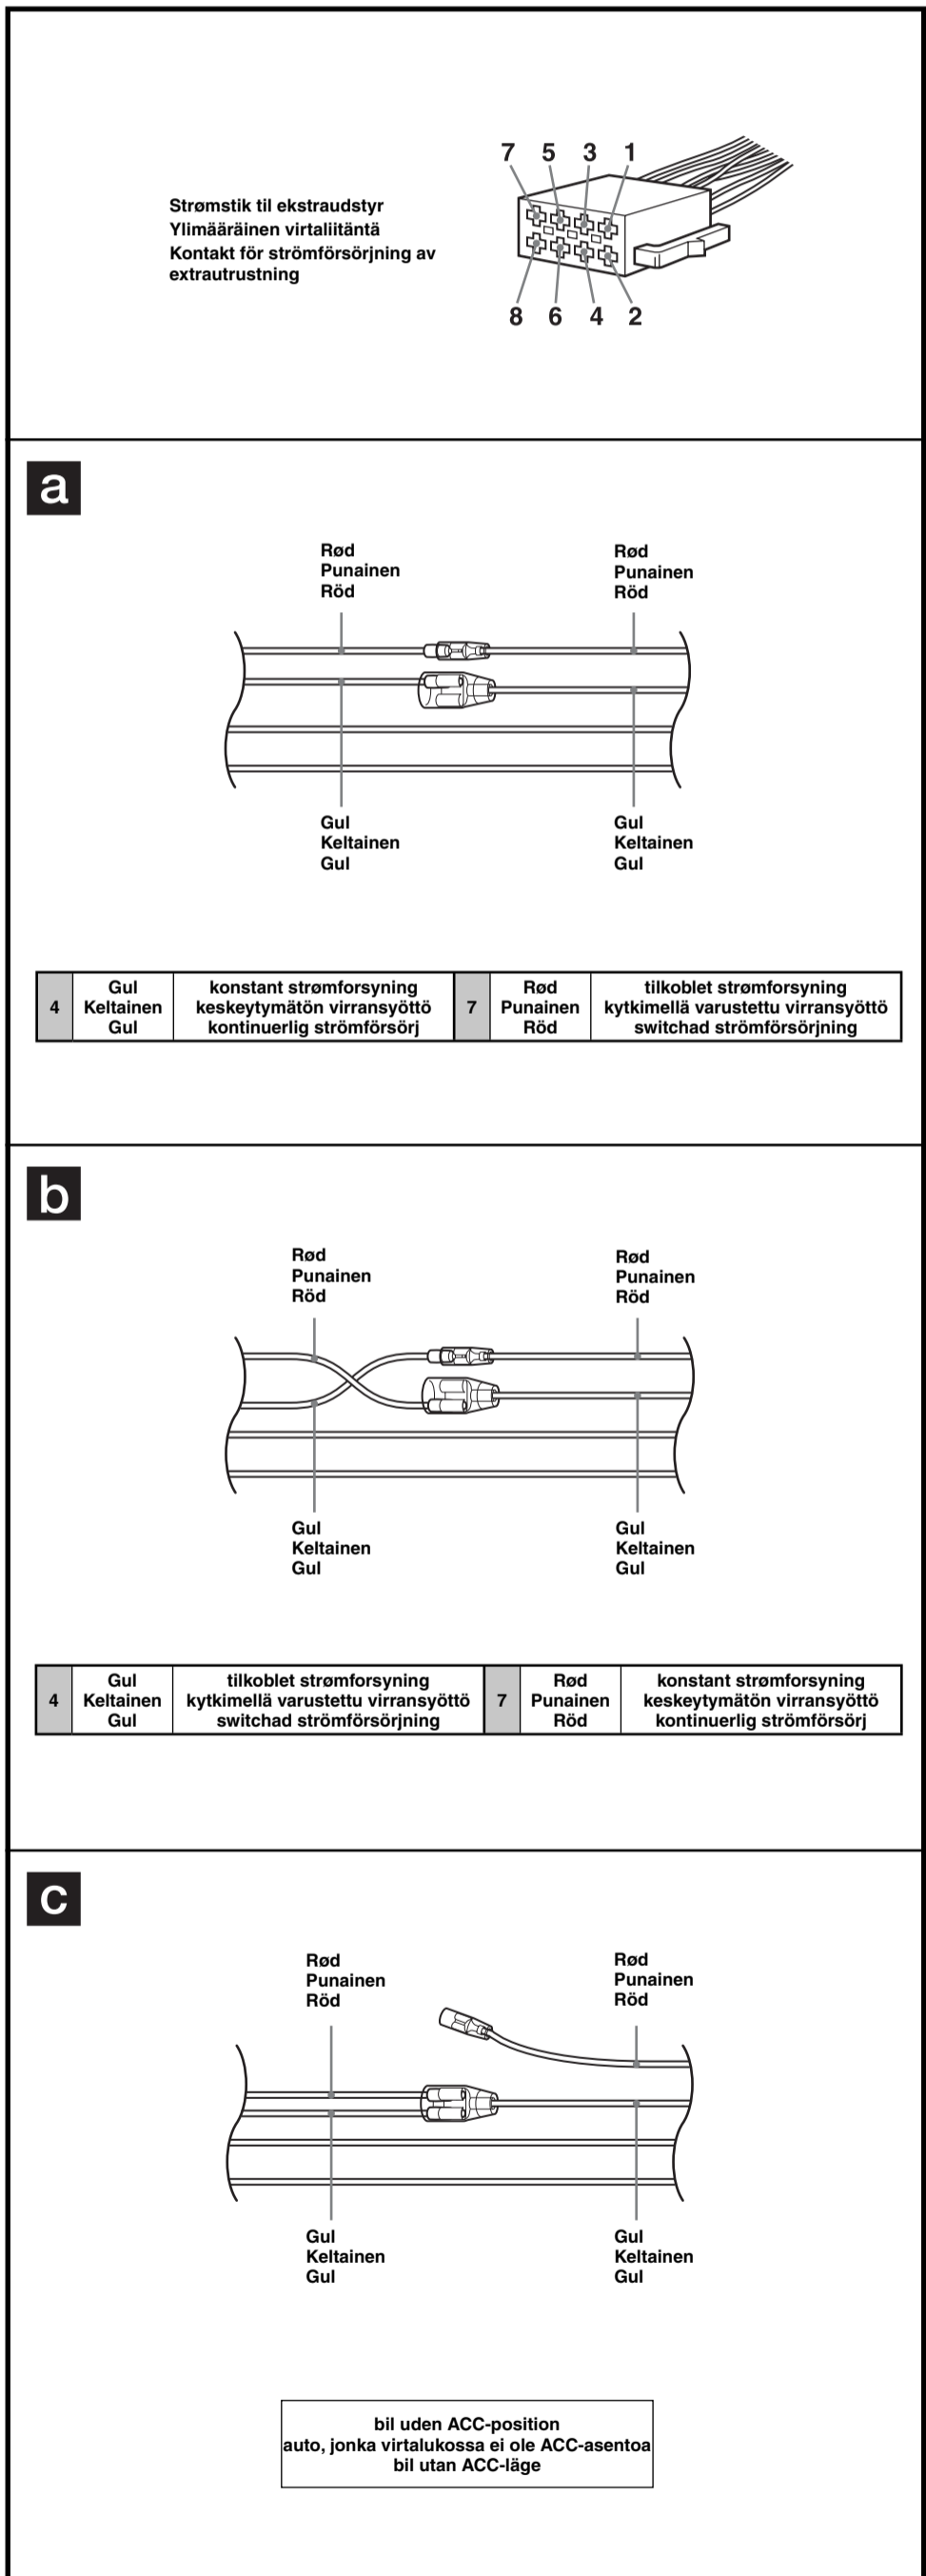 7 5 3 1
Strømstik til ekstraudstyr
Ylimääräinen virtaliitäntä
Kontakt för strömförsörjning av
extrautrustning
8 6 4 2
a
Rød
Punainen
Röd
Rød
Punainen
Röd
Gul
Keltainen
Gul
Gul
Keltainen
Gul
4
Gul
Keltainen
Gul
konstant strømforsyning
keskeytymätön virransyöttö
kontinuerlig strömförsörj
7
Rød
Punainen
Röd
tilkoblet strømforsyning
kytkimellä varustettu virransyöttö
switchad strömförsörjning
b
Rød
Punainen
Röd
Rød
Punainen
Röd
Gul
Keltainen
Gul
Gul
Keltainen
Gul
4
Gul
Keltainen
Gul
tilkoblet strømforsyning
kytkimellä varustettu virransyöttö
switchad strömförsörjning
7
Rød
Punainen
Röd
konstant strømforsyning
keskeytymätön virransyöttö
kontinuerlig strömförsörj
c
Rød
Punainen
Röd
Rød
Punainen
Röd
Gul
Keltainen
Gul
Gul
Keltainen
Gul
bil uden ACC-position
auto, jonka virtalukossa ei ole ACC-asentoa
bil utan ACC-läge